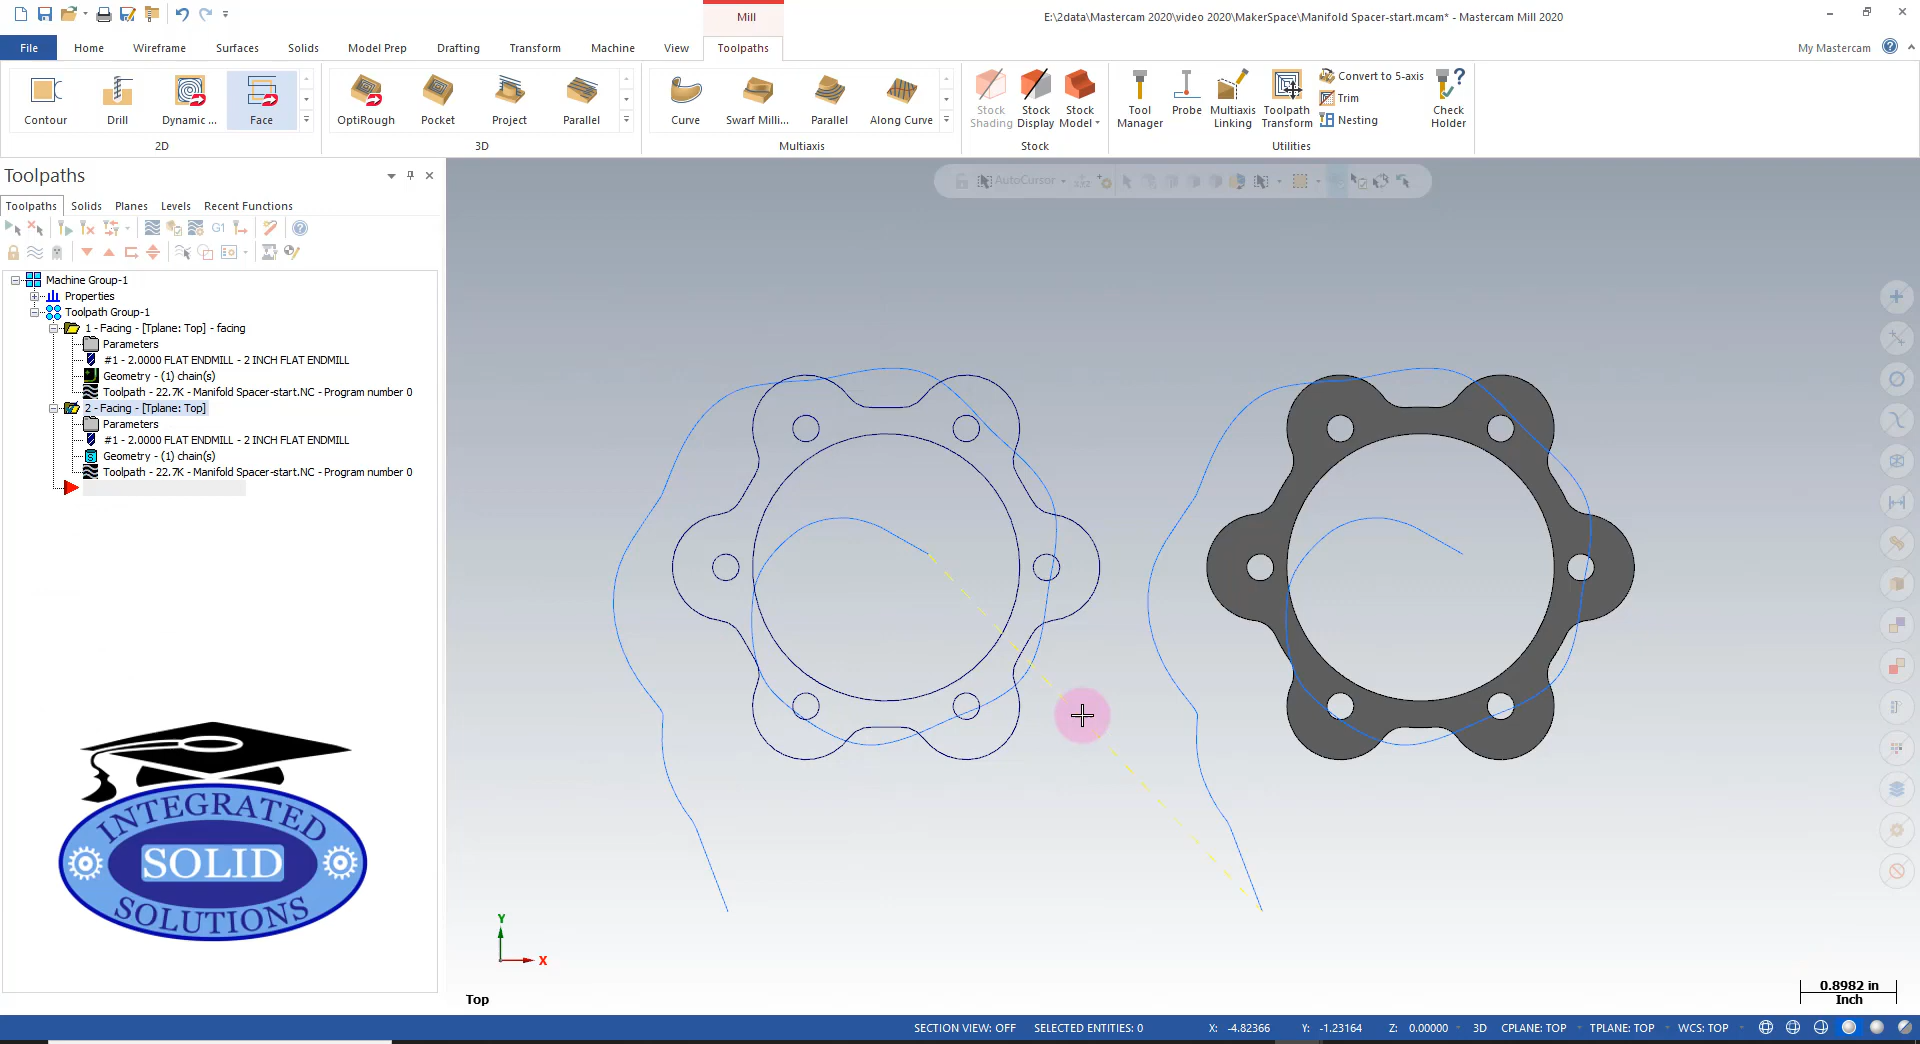 Mill
E:\2data\Mastercam 2020\video 2020\MakerSpace\Manifold Spacer-start.mcam* - Mastercam Mill 2020
File
Home
Wireframe
Surfaces
Solids
Model Prep
Drafting
Transform
Machine
View
Toolpaths
My Mastercam
Contour
Drill
Dynamic ...
Face
2D
OptiRough
Pocket
Project
Parallel
3D
Curve
Swarf Milli...
Parallel
Along Curve
Multiaxis
Stock
Shading
Stock
Display
Stock
Model
Stock
Tool
Manager
Probe
Multiaxis
Linking
Toolpath
Transform
Convert to 5-axis
Trim
Nesting
Check
Holder
Utilities
Toolpaths
Toolpaths
Solids
Planes
Levels
Recent Functions
G1
AutoCursor
Machine Group-1
Properties
Toolpath Group-1
1 - Facing - [Tplane: Top] - facing
Parameters
#1 - 2.0000 FLAT ENDMILL - 2 INCH FLAT ENDMILL
Geometry - (1) chain(s)
Toolpath - 22.7K - Manifold Spacer-start.NC - Program number 0
2 - Facing - [Tplane: Top]
Parameters
#1 - 2.0000 FLAT ENDMILL - 2 INCH FLAT ENDMILL
Geometry - (1) chain(s)
Toolpath - 22.7K - Manifold Spacer-start.NC - Program number 0
INTEGRATED
SOLID
SOLUTIONS
Y
X
Top
0.8982 in
Inch
SECTION VIEW: OFF
SELECTED ENTITIES: 0
X: -4.82366
Y: -1.23164
Z: 0.00000
3D
CPLANE: TOP
TPLANE: TOP
WCS: TOP